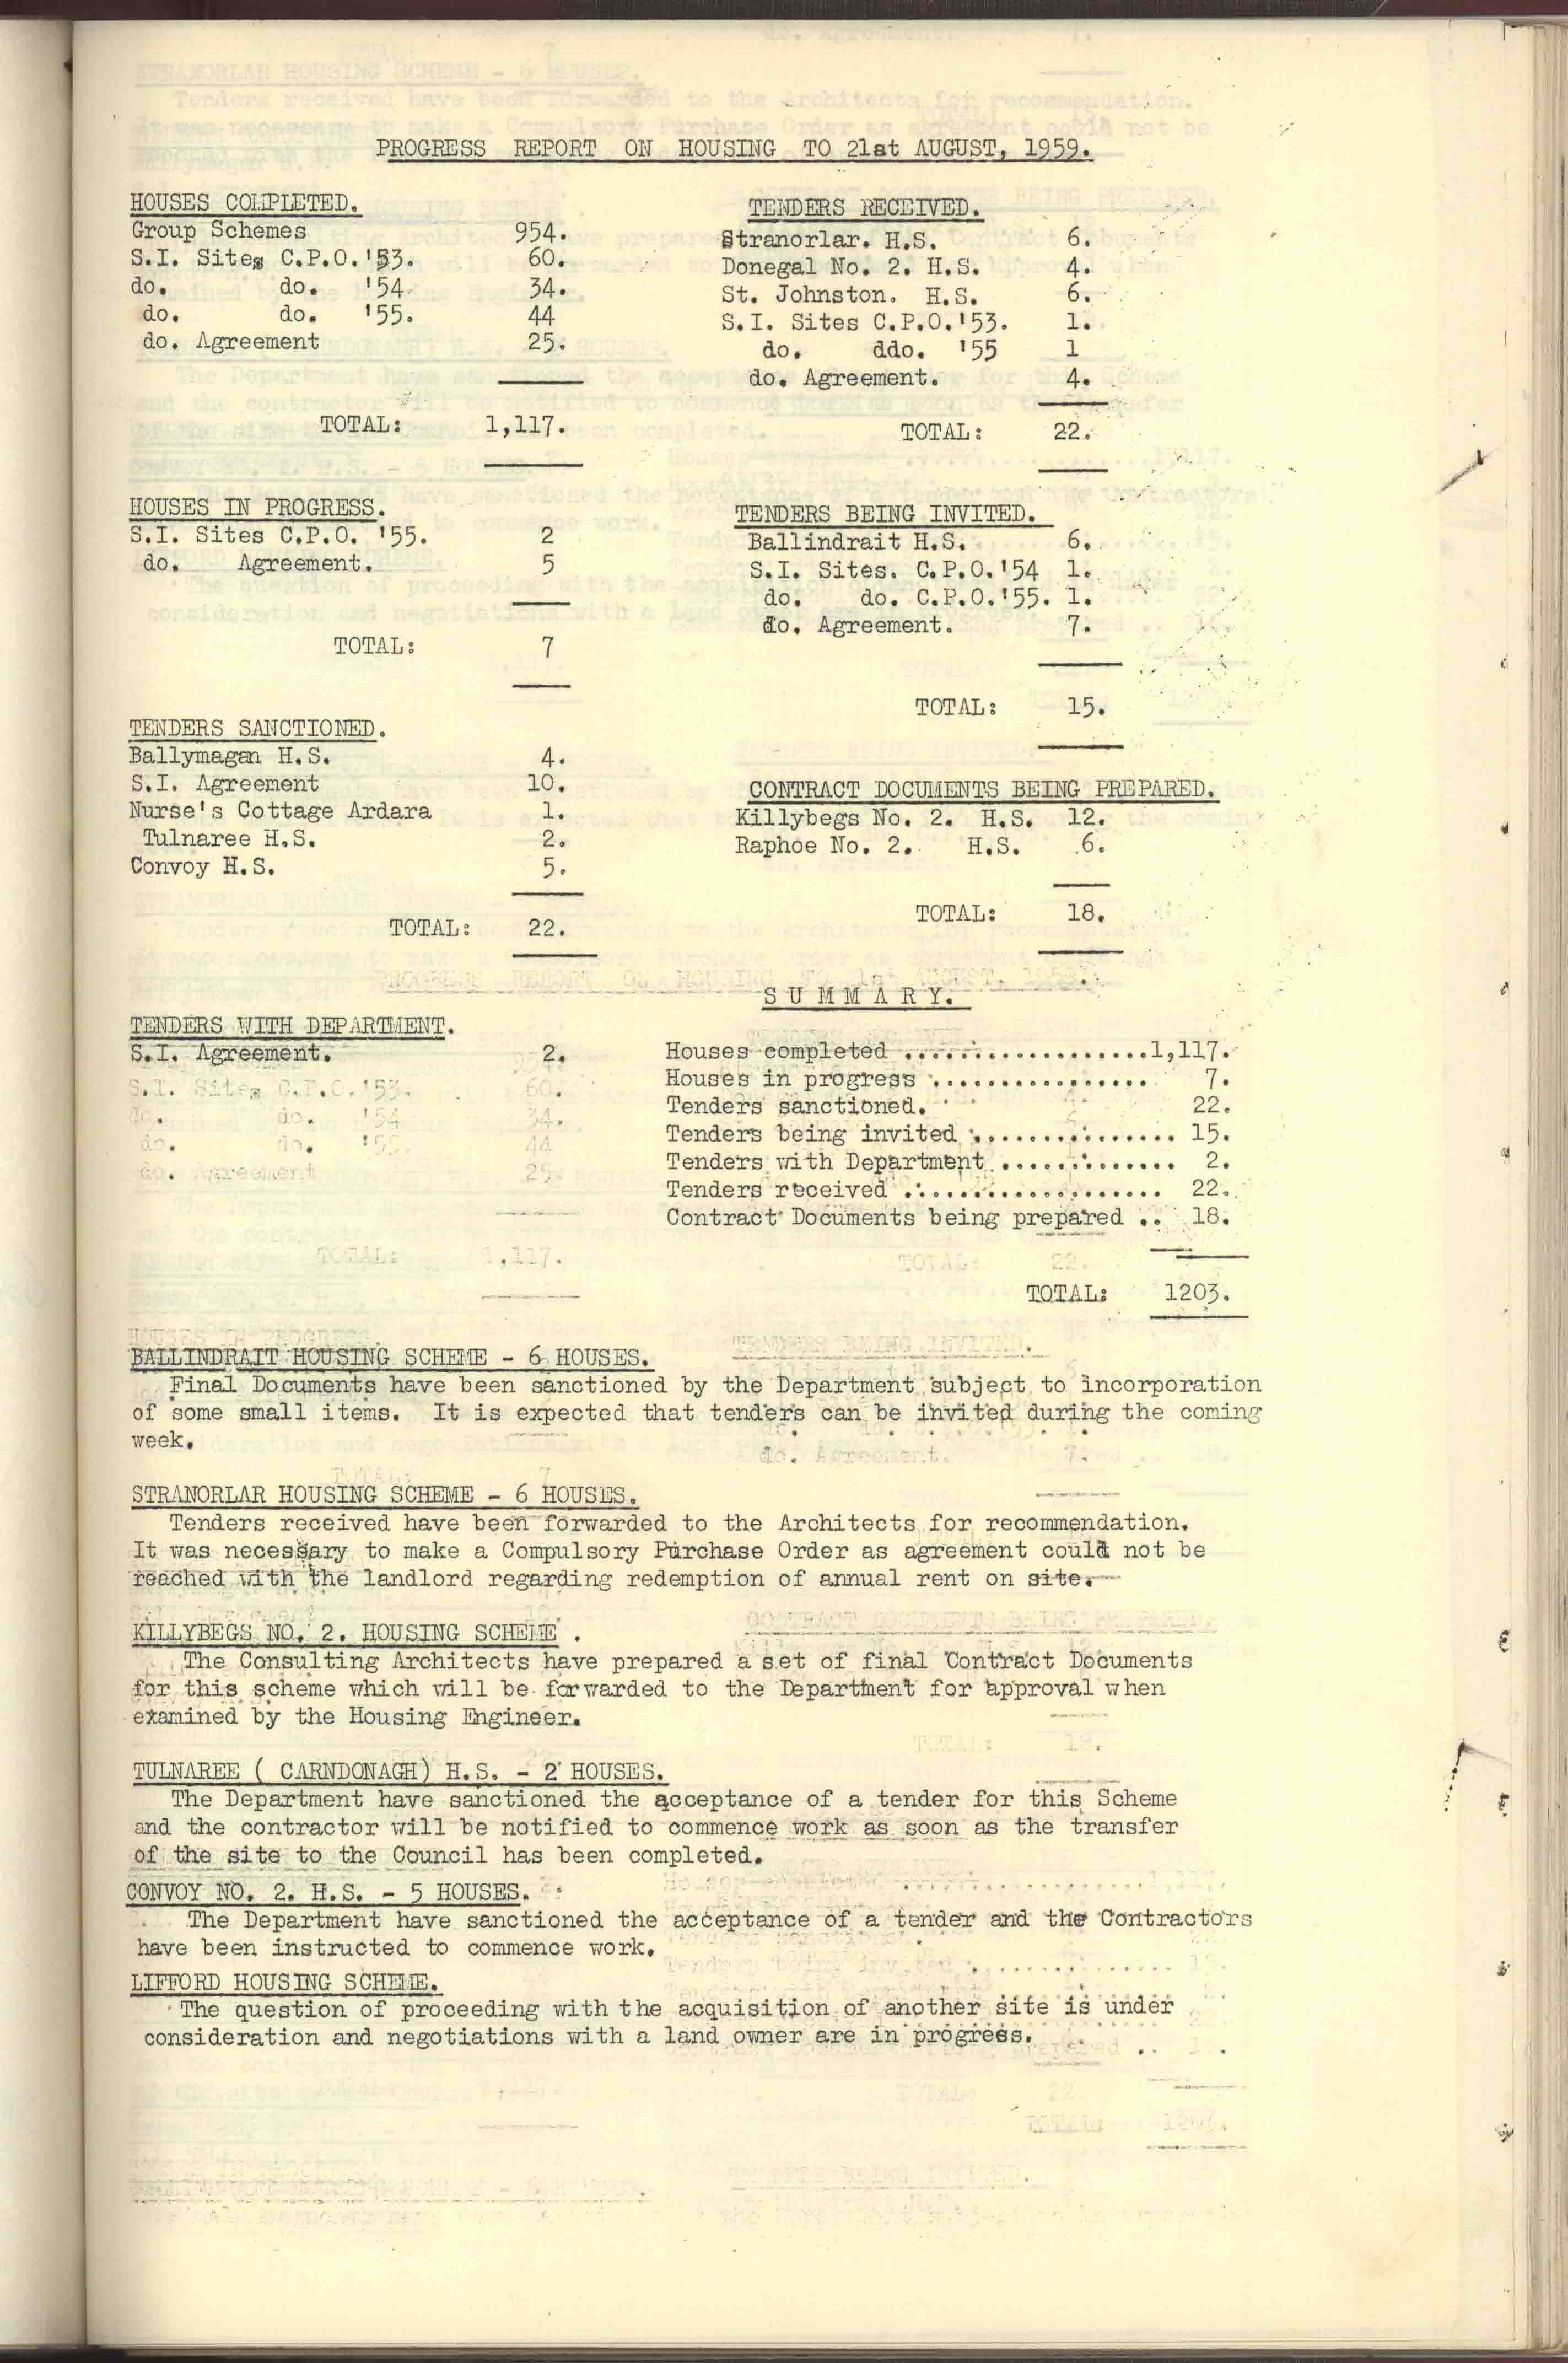 PROGRESS REPORT ON HOUSING TO 21st AUGUST, 1959.
HOUSES COMPLETED.
Group Schemes 954.
S.I. Sites C.P.O.'53. 60.
do. do. '54 34.
do. do. '55. 44
do. Agreement 25.
TOTAL: 1,117.
HOUSES IN PROGRESS.
S.I. Sites C.P.O. '55. 2
do. Agreement. 5
TOTAL: 7
TENDERS SANCTIONED.
Ballymagan H.S. 4.
S.I. Agreement 10.
Nurse's Cottage Ardara 1.
Tulnaree H.S. 2.
Convoy H.S. 5.
TOTAL: 22.
TENDERS WITH DEPARTMENT.
S.I. Agreement. 2.
TENDERS RECEIVED.
Stranorlar. H.S. 6.
Donegal No. 2. H.S. 4.
St. Johnston. H.S. 6.
S.I. Sites C.P.O.'53. 1.
do. ddo. '55 1
do. Agreement. 4.
TOTAL: 22.
TENDERS BEING INVITED.
Ballindrait H.S. 6.
S.I. Sites. C.P.O.'54 1.
do. do. C.P.O.'55. 1.
do. Agreement. 7.
TOTAL: 15.
CONTRACT DOCUMENTS BEING PREPARED.
Killybegs No. 2. H.S. 12.
Raphoe No. 2. H.S. 6.
TOTAL: 18.
S U M M A R Y.
Houses completed ....................1,117.
Houses in progress .................. 7.
Tenders sanctioned. 22.
Tenders being invited ................ 15.
Tenders with Department .............. 2.
Tenders received ..................... 22.
Contract Documents being prepared .. 18.
TOTAL: 1203.
BALLINDRAIT HOUSING SCHEME - 6 HOUSES.
Final Documents have been sanctioned by the Department subject to incorporation
of some small items. It is expected that tenders can be invited during the coming
week.
STRANORLAR HOUSING SCHEME - 6 HOUSES.
Tenders received have been forwarded to the Architects for recommendation.
It was necessary to make a Compulsory Purchase Order as agreement could not be
reached with the landlord regarding redemption of annual rent on site.
KILLYBEGS NO. 2. HOUSING SCHEME .
The Consulting Architects have prepared a set of final Contract Documents
for this scheme which will be forwarded to the Department for approval when
examined by the Housing Engineer.
TULNAREE ( CARNDONAGH) H.S. - 2 HOUSES.
The Department have sanctioned the acceptance of a tender for this Scheme
and the contractor will be notified to commence work as soon as the transfer
of the site to the Council has been completed.
CONVOY NO. 2. H.S. - 5 HOUSES.
The Department have sanctioned the acceptance of a tender and the Contractors
have been instructed to commence work.
LIFFORD HOUSING SCHEME.
The question of proceeding with the acquisition of another site is under
consideration and negotiations with a land owner are in progress.